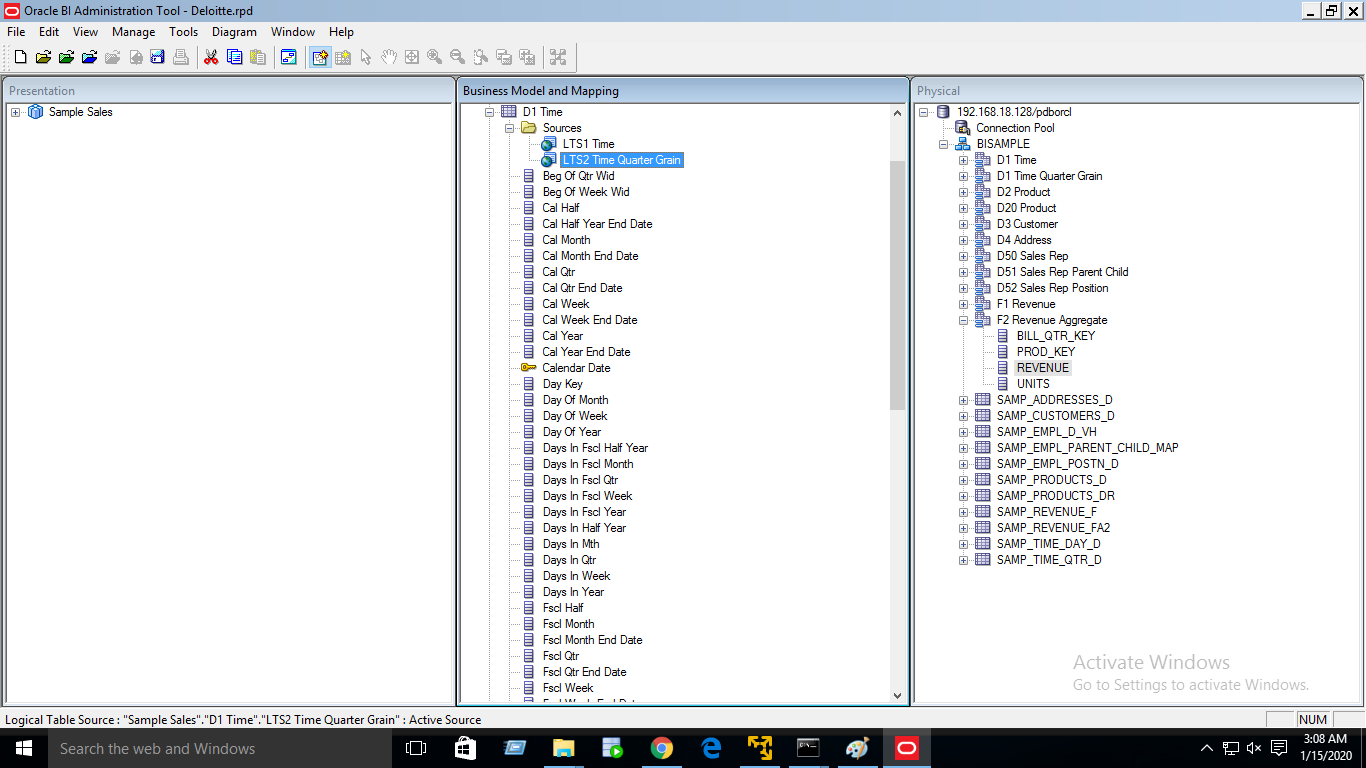 Oracle BI Administration Tool - Deloitte.rpd
File Edit View Manage Tools Diagram Window Help
Presentation
Sample Sales
Business Model and Mapping
D1 Time
Sources
LTS1 Time
LTS2 Time Quarter Grain
Beg Of Qtr Wid
Beg Of Week Wid
Cal Half
Cal Half Year End Date
Cal Month
Cal Month End Date
Cal Qtr
Cal Qtr End Date
Cal Week
Cal Week End Date
Cal Year
Cal Year End Date
Calendar Date
Day Key
Day Of Month
Day Of Week
Day Of Year
Days In Fscl Half Year
Days In Fscl Month
Days In Fscl Qtr
Days In Fscl Week
Days In Fscl Year
Days In Half Year
Days In Mth
Days In Qtr
Days In Week
Days In Year
Fscl Half
Fscl Month
Fscl Month End Date
Fscl Qtr
Fscl Qtr End Date
Fscl Week
Fscl Week End Date
Physical
192.168.18.128/pdborcl
Connection Pool
BISAMPLE
D1 Time
D1 Time Quarter Grain
D2 Product
D20 Product
D3 Customer
D4 Address
D50 Sales Rep
D51 Sales Rep Parent Child
D52 Sales Rep Position
F1 Revenue
F2 Revenue Aggregate
BILL_QTR_KEY
PROD_KEY
REVENUE
UNITS
SAMP_ADDRESSES_D
SAMP_CUSTOMERS_D
SAMP_EMPL_D_VH
SAMP_EMPL_PARENT_CHILD_MAP
SAMP_EMPL_POSTN_D
SAMP_PRODUCTS_D
SAMP_PRODUCTS_DR
SAMP_REVENUE_F
SAMP_REVENUE_FA2
SAMP_TIME_DAY_D
SAMP_TIME_QTR_D
Activate Windows
Go to Settings to activate Windows.
Logical Table Source : "Sample Sales"."D1 Time"."LTS2 Time Quarter Grain" : Active Source
NUM
Search the web and Windows
3:08 AM
1/15/2020